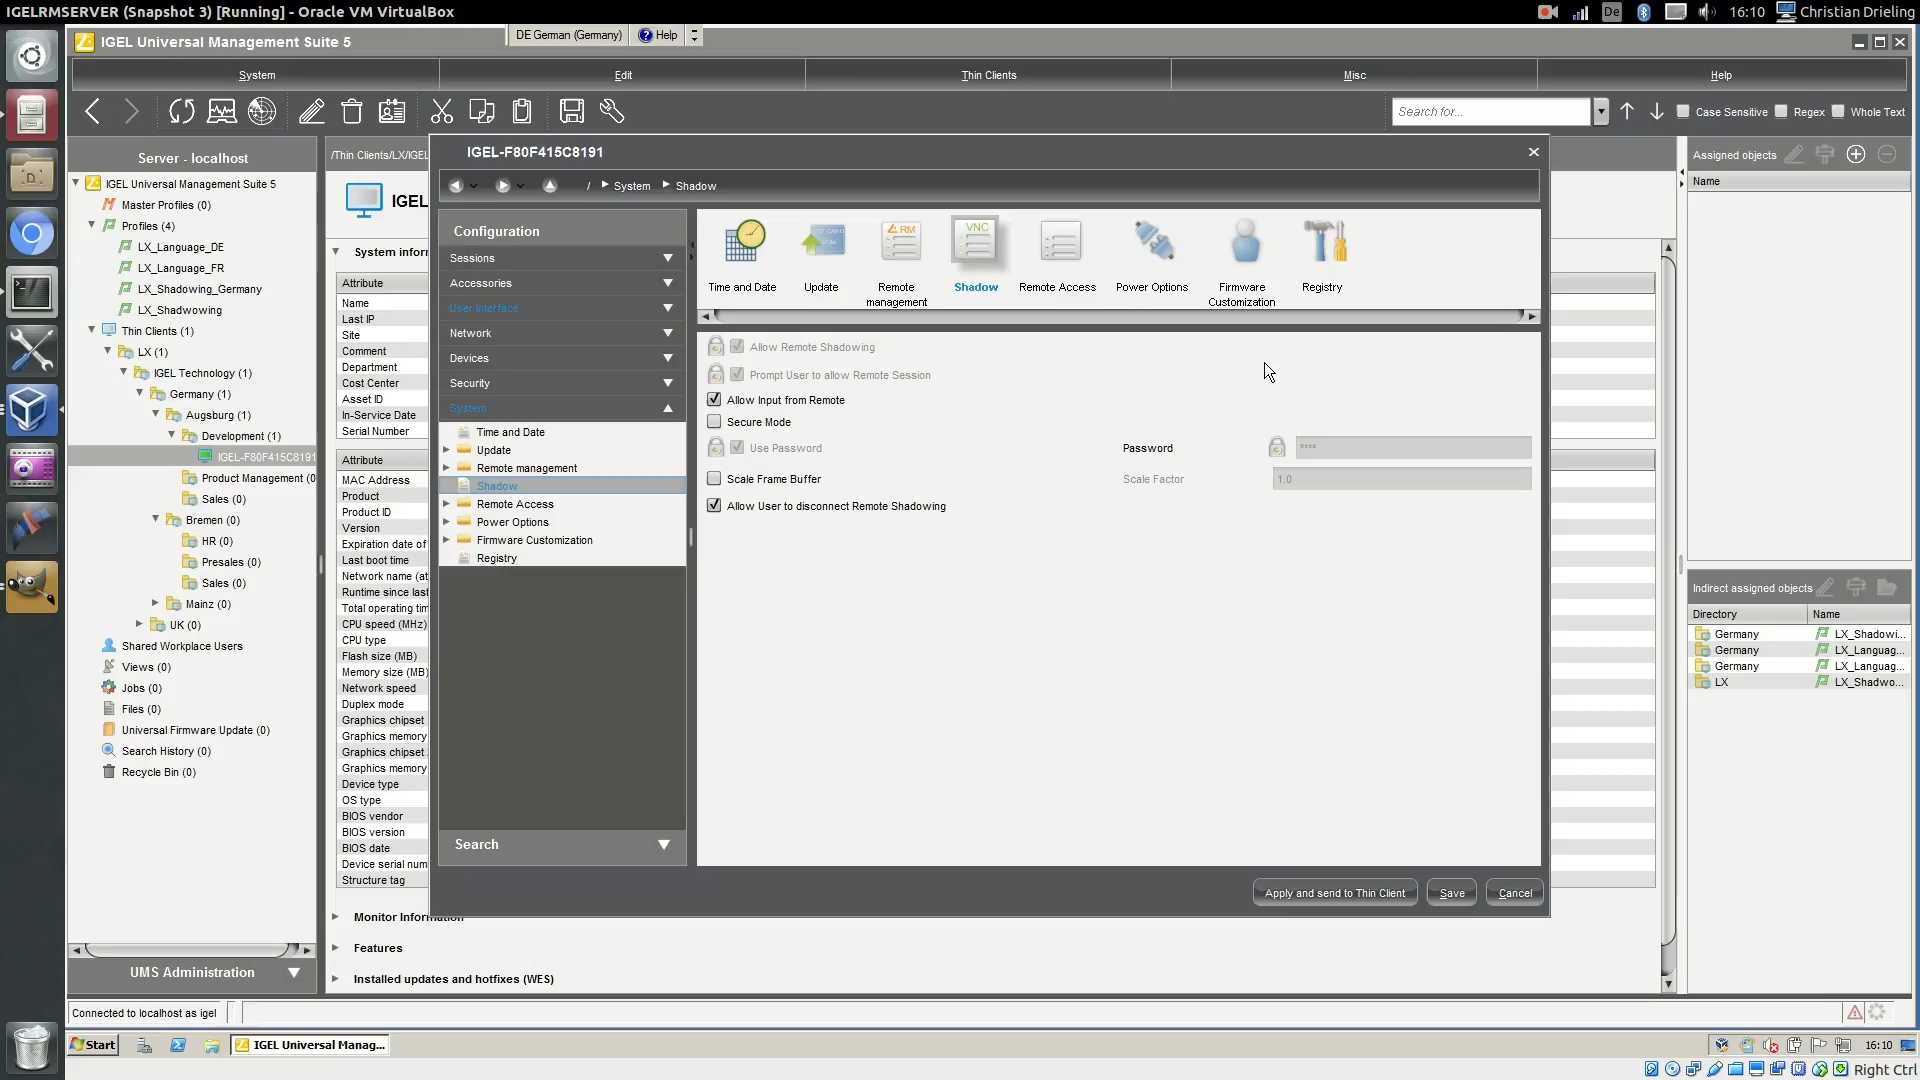 IGELRMSERVER (Snapshot 3) [Running] - Oracle VM VirtualBox
De
16:10
Christian Drieling
IGEL Universal Management Suite 5
DE German (Germany)
Help
System
Edit
Thin Clients
Misc
Help
Search for...
Case Sensitive
Regex
Whole Text
Server - localhost
IGEL Universal Management Suite 5
Master Profiles (0)
Profiles (4)
LX_Language_DE
LX_Language_FR
LX_Shadowing_Germany
LX_Shadwowing
Thin Clients (1)
LX (1)
IGEL Technology (1)
Germany (1)
Augsburg (1)
Development (1)
IGEL-F80F415C8191
Product Management (0
Sales (0)
Bremen (0)
HR (0)
Presales (0)
Sales (0)
Mainz (0)
UK (0)
Shared Workplace Users
Views (0)
Jobs (0)
Files (0)
Universal Firmware Update (0)
Search History (0)
Recycle Bin (0)
UMS Administration
/Thin Clients/LX/IGEL
IGEL
System inforr
Attribute
Name
Last IP
Site
Comment
Department
Cost Center
Asset ID
In-Service Date
Serial Number
Attribute
MAC Address
Product
Product ID
Version
Expiration date of
Last boot time
Network name (at
Runtime since last
Total operating tim
CPU speed (MHz)
CPU type
Flash size (MB)
Memory size (MB)
Network speed
Duplex mode
Graphics chipset
Graphics memory
Graphics chipset
Graphics memory
Device type
OS type
BIOS vendor
BIOS version
BIOS date
Device serial num
Structure tag
Monitor Information
Features
Installed updates and hotfixes (WES)
IGEL-F80F415C8191
/ System Shadow
Configuration
Sessions
Accessories
User Interface
Network
Devices
Security
System
Time and Date
Update
Remote management
Shadow
Remote Access
Power Options
Firmware Customization
Registry
Search
RM
VNC
Time and Date
Update
Remote management
Shadow
Remote Access
Power Options
Firmware Customization
Registry
Allow Remote Shadowing
Prompt User to allow Remote Session
Allow Input from Remote
Secure Mode
Use Password
Password
****
Scale Frame Buffer
Scale Factor
1.0
Allow User to disconnect Remote Shadowing
Apply and send to Thin Client
Save
Cancel
Assigned objects
Name
Indirect assigned objects
Directory
Name
Germany
LX_Shadowi...
Germany
LX_Languag...
Germany
LX_Languag...
LX
LX_Shadwo...
Connected to localhost as igel
Start
IGEL Universal Manag...
16:10
Right Ctrl